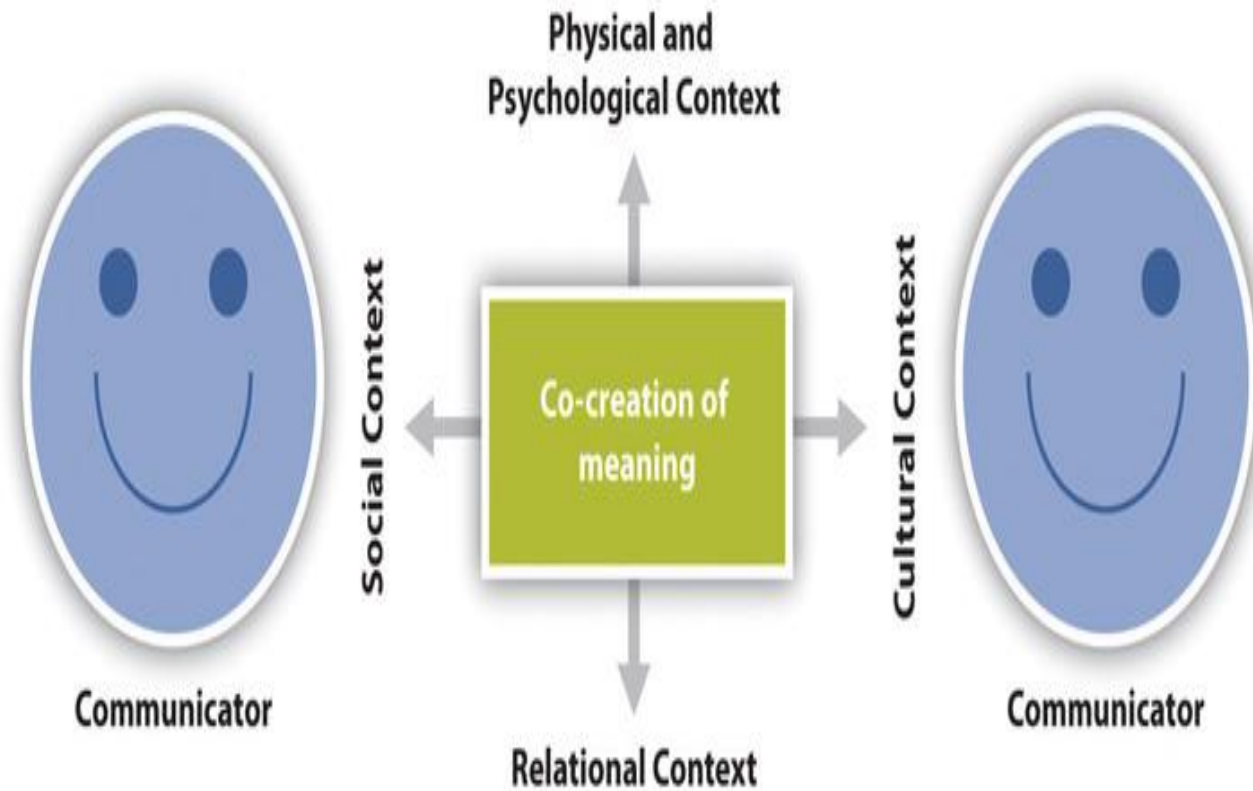 Physical and
Psychological Context
Social Context
Co-creation of
meaning
Cultural Context
Communicator
Communicator
Relational Context